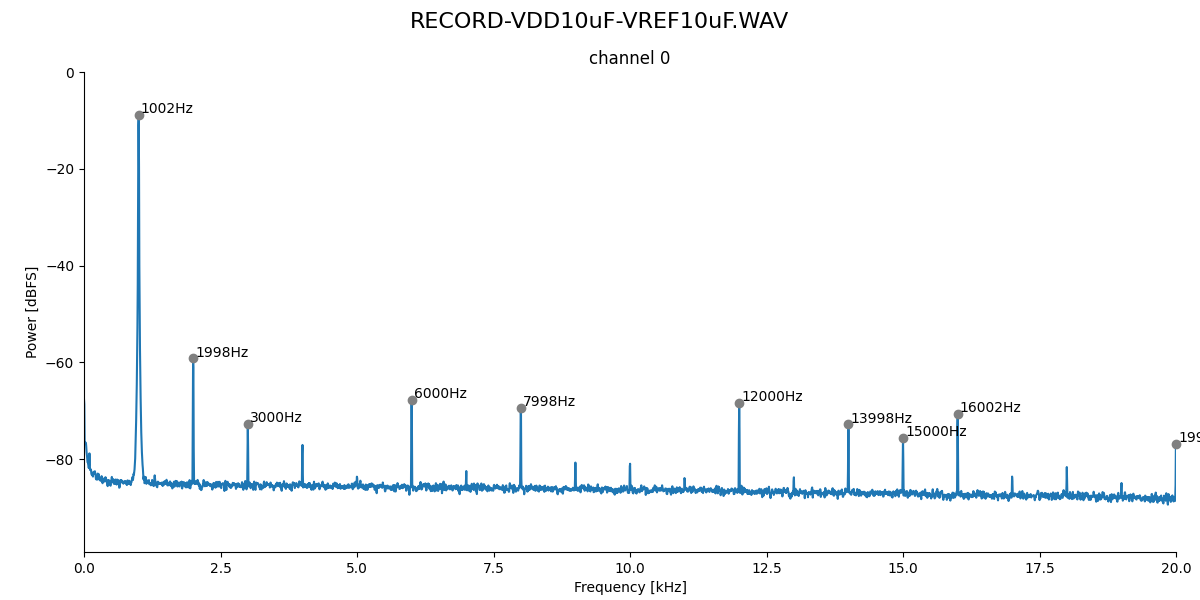 RECORD-VDD10uF-VREF10uF.WAV
channel 0
0
1002Hz
−20
−40
Power [dBFS]
1998Hz
−60
6000Hz
12000Hz
7998Hz
16002Hz
3000Hz
13998Hz
15000Hz
199
−80
0.0 2.5 5.0 7.5 10.0 12.5 15.0 17.5 20.0
Frequency [kHz]